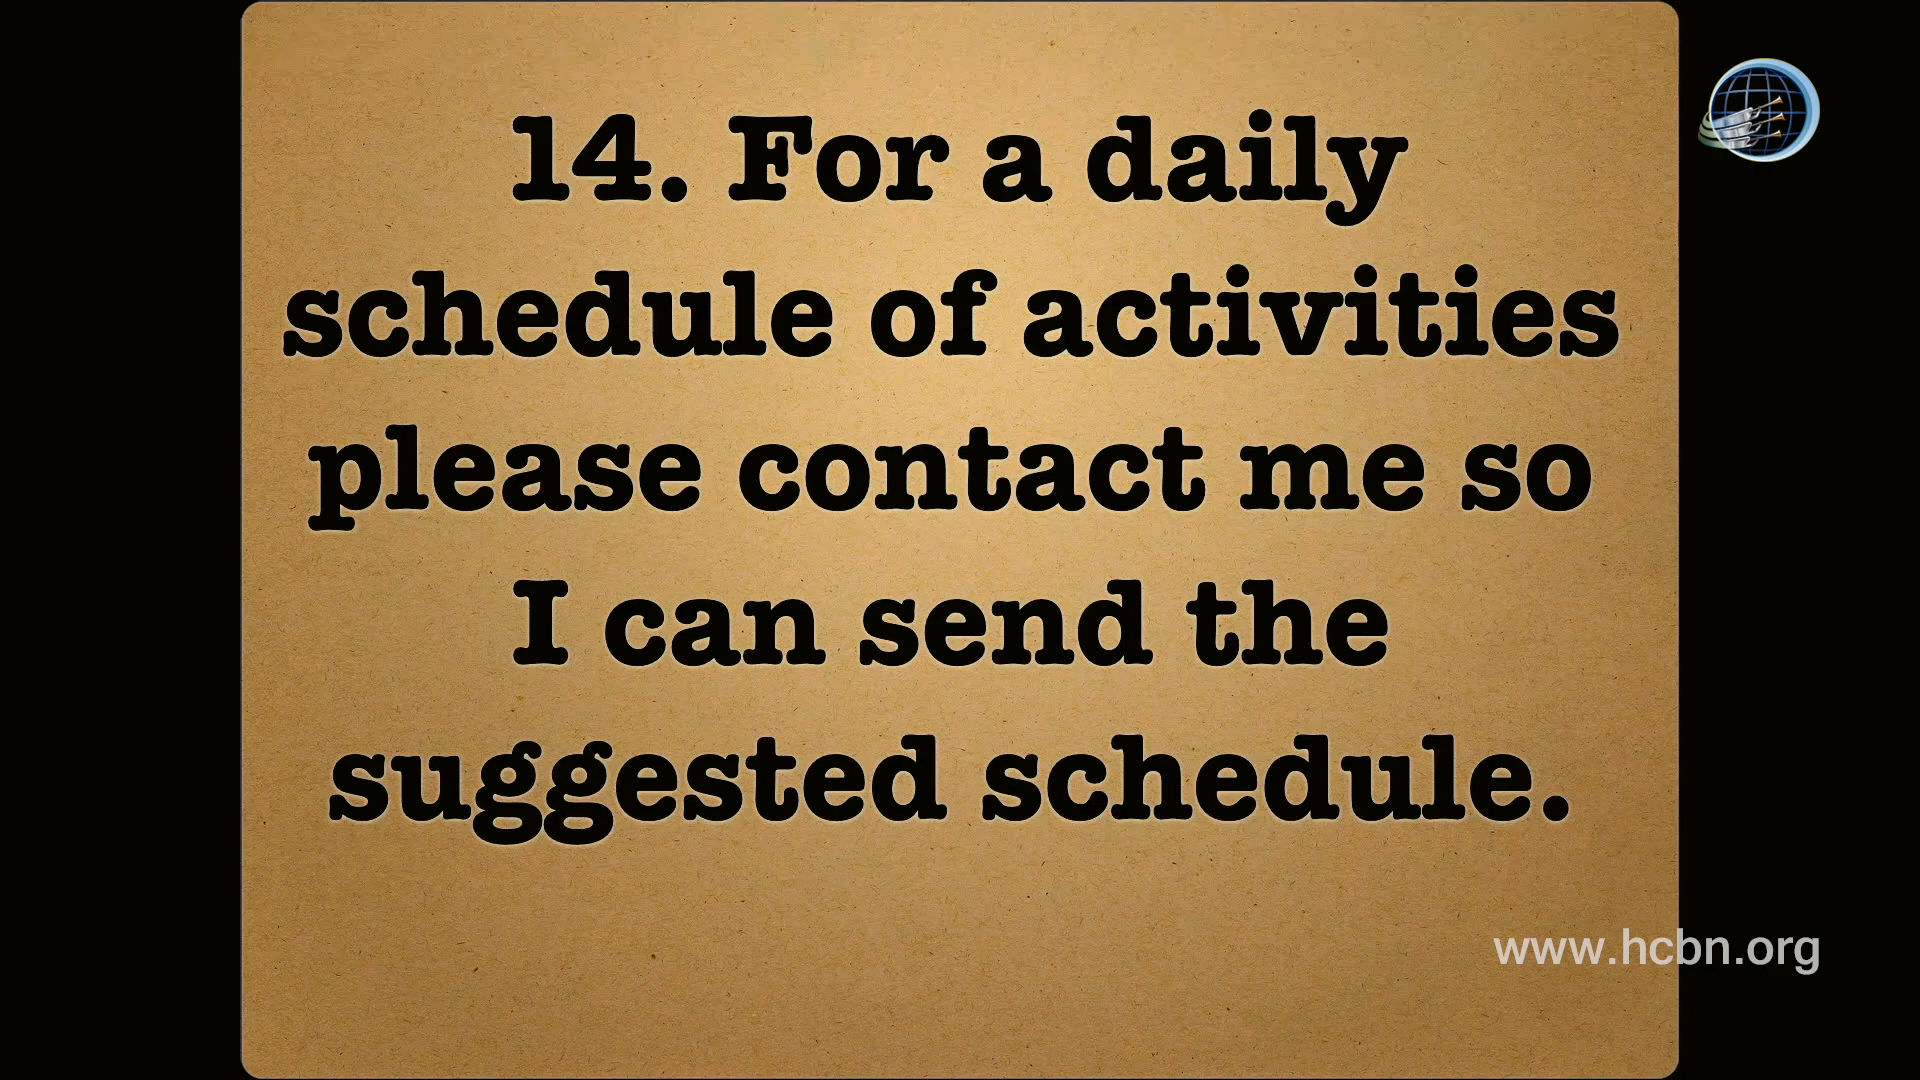 14. For a daily
schedule of activities
please contact me so
I can send the
suggested schedule.
www.hcbn.org